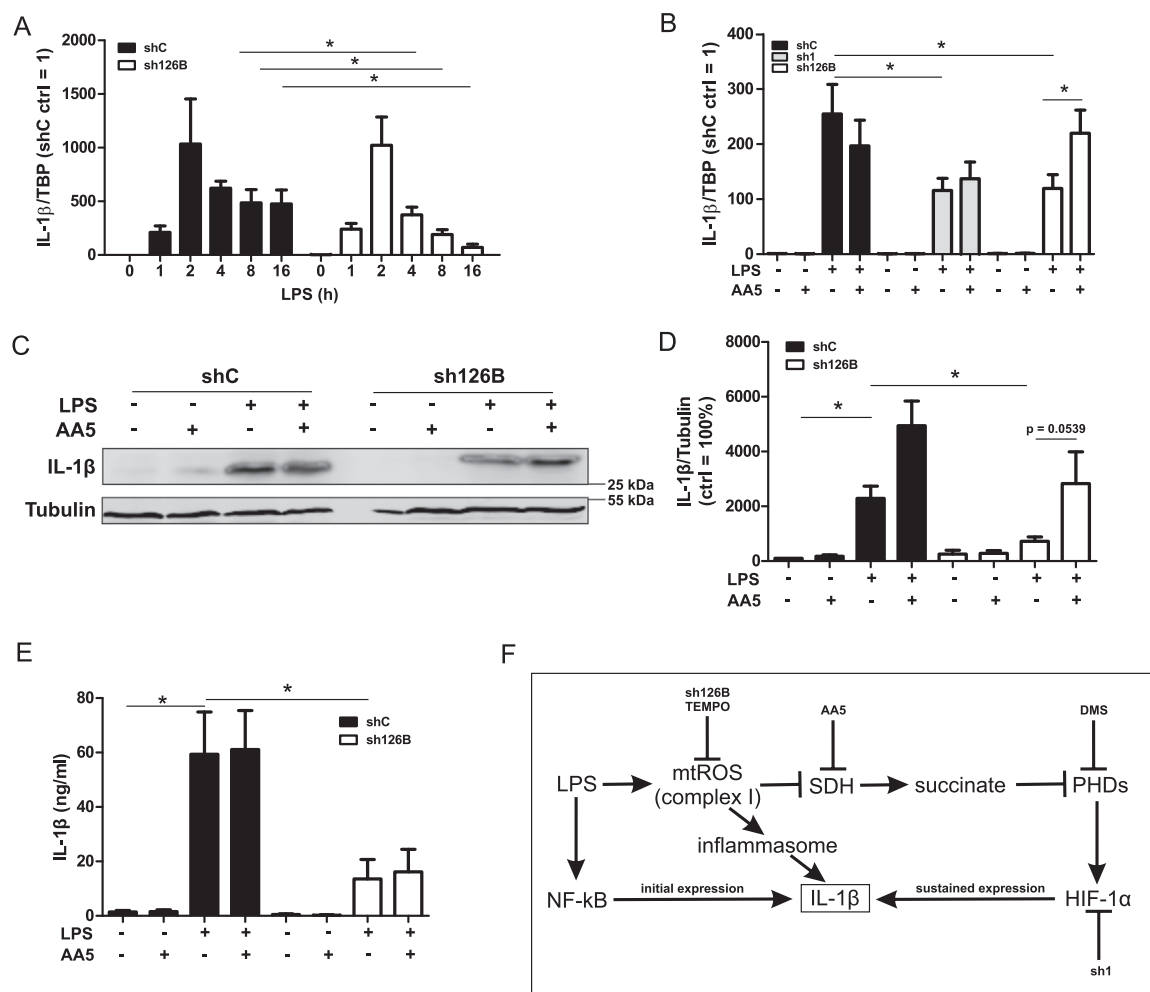 A
IL-1β/TBP (shC ctrl = 1)
2000
1500
1000
500
0
shC
sh126B
*
*
*
0 1 2 4 8 16 0 1 2 4 8 16
LPS (h)
B
IL-1β/TBP (shC ctrl = 1)
400
300
200
100
0
shC
sh1
sh126B
*
*
*
LPS - - + + - - + + - - + +
AA5 - + - + - + - + - + - +
C
shC sh126B
LPS - - + + - - + +
AA5 - + - + - + - +
IL-1β
25 kDa
55 kDa
Tubulin
D
IL-1β/Tubulin
(ctrl = 100%)
8000
6000
4000
2000
0
shC
sh126B
*
*
p = 0.0539
LPS - - + + - - + +
AA5 - + - + - + - +
E
IL-1β (ng/ml)
80
60
40
20
0
*
*
shC
sh126B
LPS - - + + - - + +
AA5 - + - + - + - +
F
sh126B
TEMPO
AA5
DMS
LPS
mtROS
(complex I)
SDH
succinate
PHDs
inflammasome
NF-kB
initial expression
IL-1β
sustained expression
HIF-1α
sh1